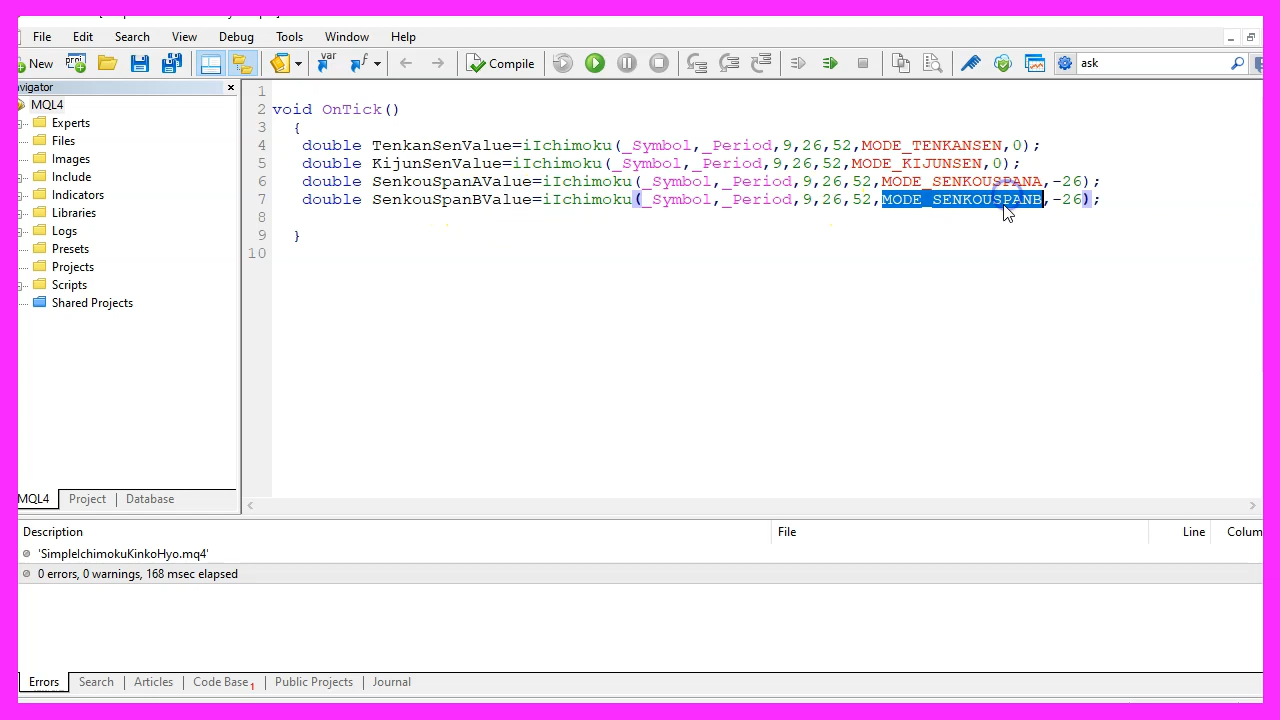 File Edit Search View Debug Tools Window Help
New var Compile ask
avigator
MQL4
Experts
Files
Images
Include
Indicators
Libraries
Logs
Presets
Projects
Scripts
Shared Projects
MQL4 Project Database
1
2 void OnTick()
3 {
4 double TenkanSenValue=iIchimoku(_Symbol,_Period,9,26,52,MODE_TENKANSEN,0);
5 double KijunSenValue=iIchimoku(_Symbol,_Period,9,26,52,MODE_KIJUNSEN,0);
6 double SenkouSpanAValue=iIchimoku(_Symbol,_Period,9,26,52,MODE_SENKOUSPANA,-26);
7 double SenkouSpanBValue=iIchimoku(_Symbol,_Period,9,26,52,MODE_SENKOUSPANB,-26);
8
9 }
10
Description File Line Colum
'SimpleIchimokuKinkoHyo.mq4'
0 errors, 0 warnings, 168 msec elapsed
Errors Search Articles Code Base 1 Public Projects Journal